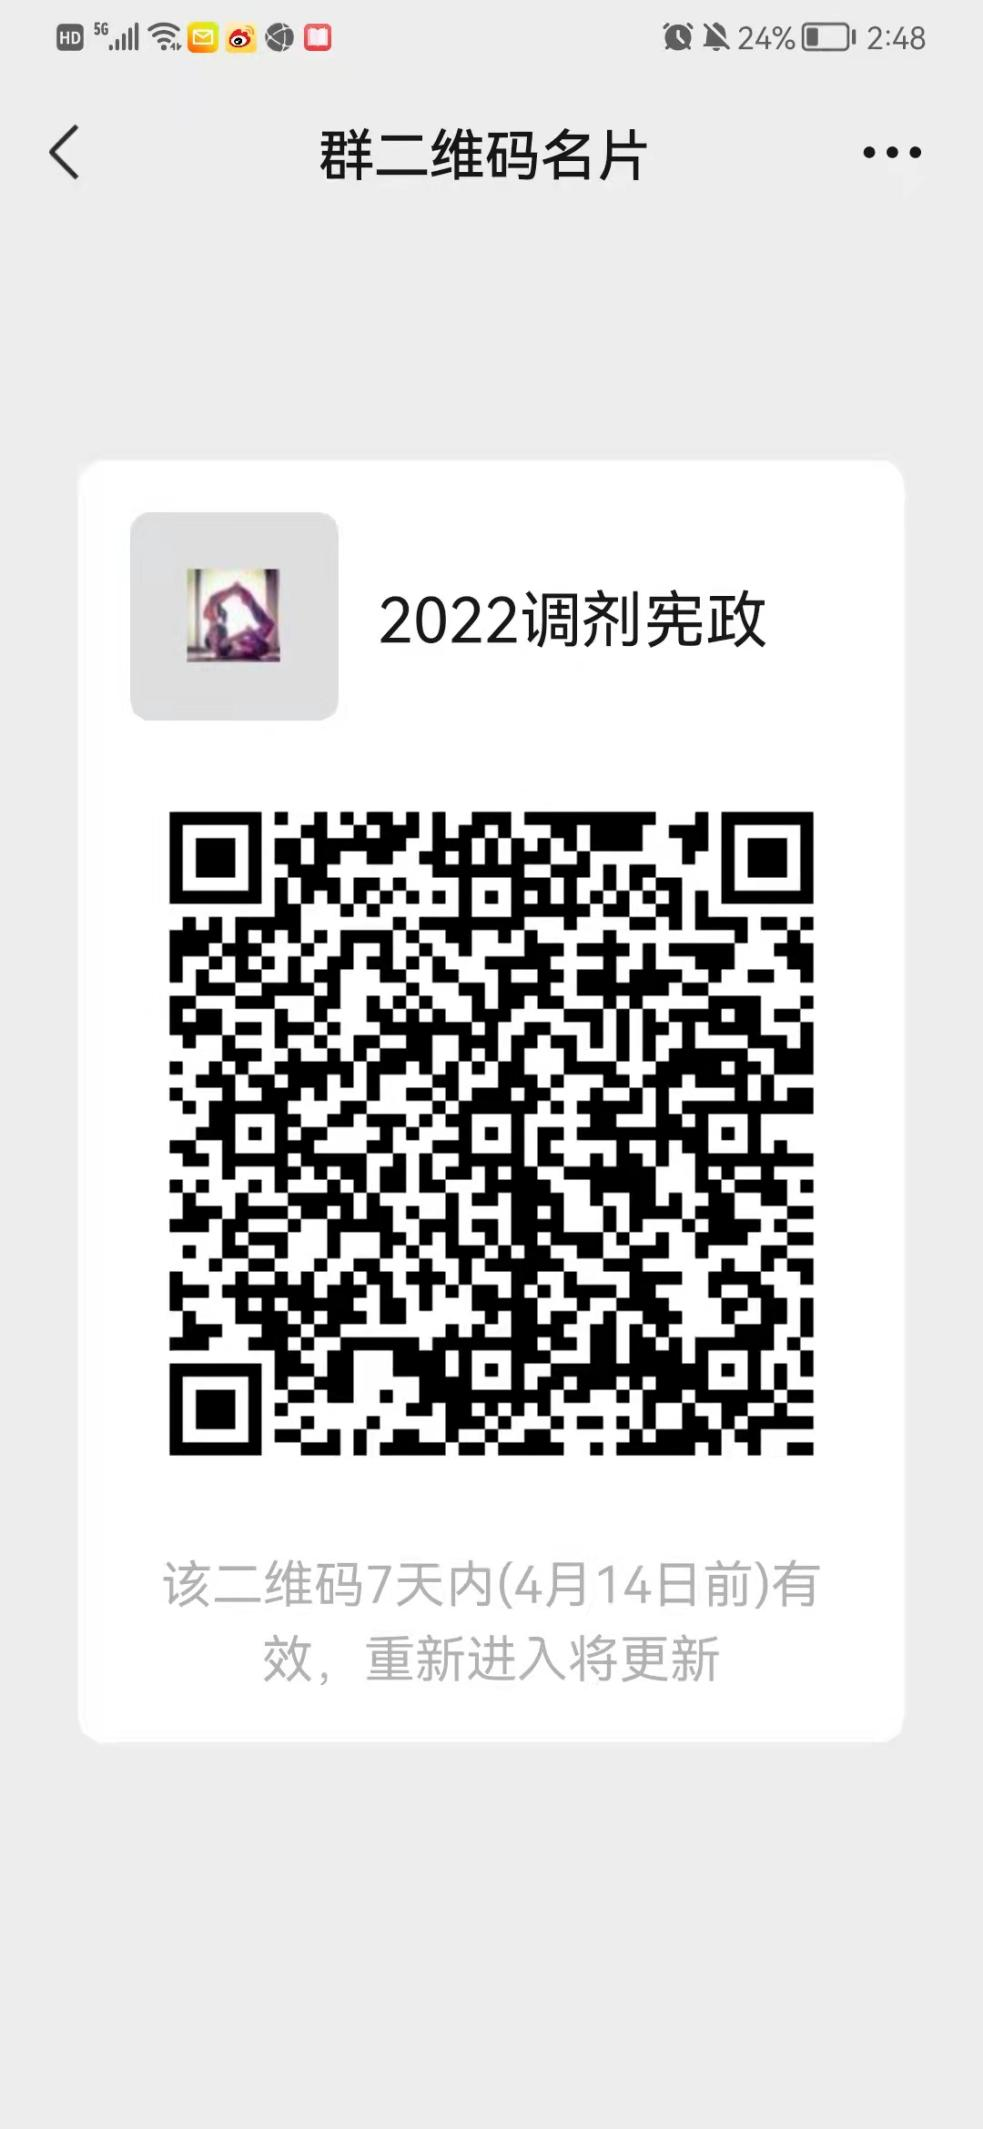 HD 5G 24% 2:48
群二维码名片
2022调剂宪政
该二维码7天内(4月14日前)有
效，重新进入将更新